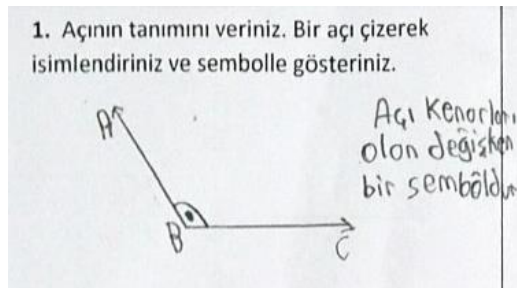 1. Açının tanımını veriniz. Bir açı çizerek
isimlendiriniz ve sembolle gösteriniz.
A
Açı Kenarları
olan değişken
bir semboldür
B
C